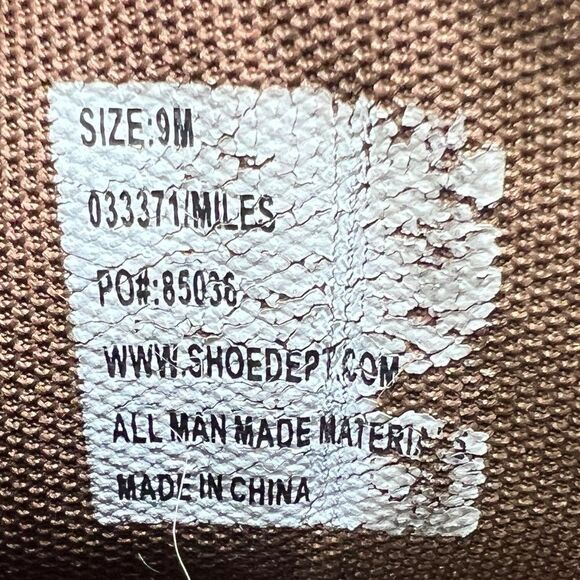 SIZE:9M
033371/MILES
PO#:85036
WWW.SHOEDEPT.COM
ALL MAN MADE MATERIALS
MADE IN CHINA